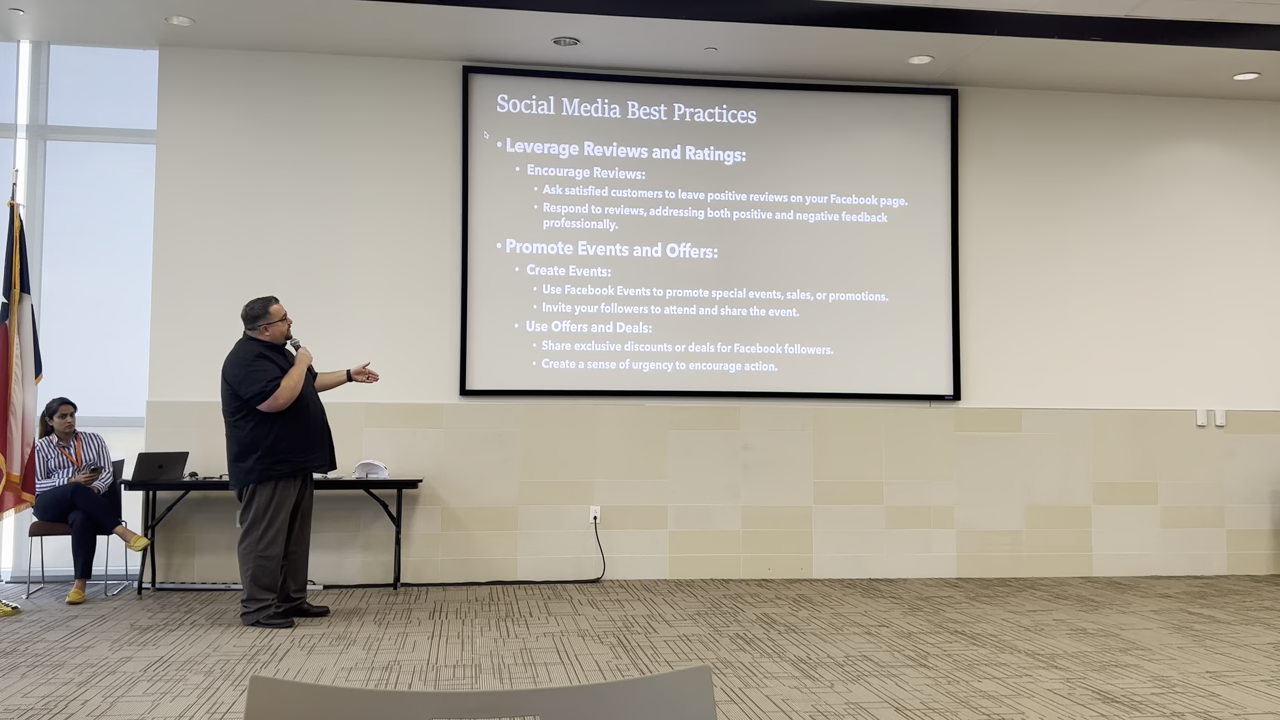 Social Media Best Practices
• Leverage Reviews and Ratings:
• Encourage Reviews:
• Ask satisfied customers to leave positive reviews on your Facebook page.
• Respond to reviews, addressing both positive and negative feedback
professionally.
• Promote Events and Offers:
• Create Events:
• Use Facebook Events to promote special events, sales, or promotions.
• Invite your followers to attend and share the event.
• Use Offers and Deals:
• Share exclusive discounts or deals for Facebook followers.
• Create a sense of urgency to encourage action.